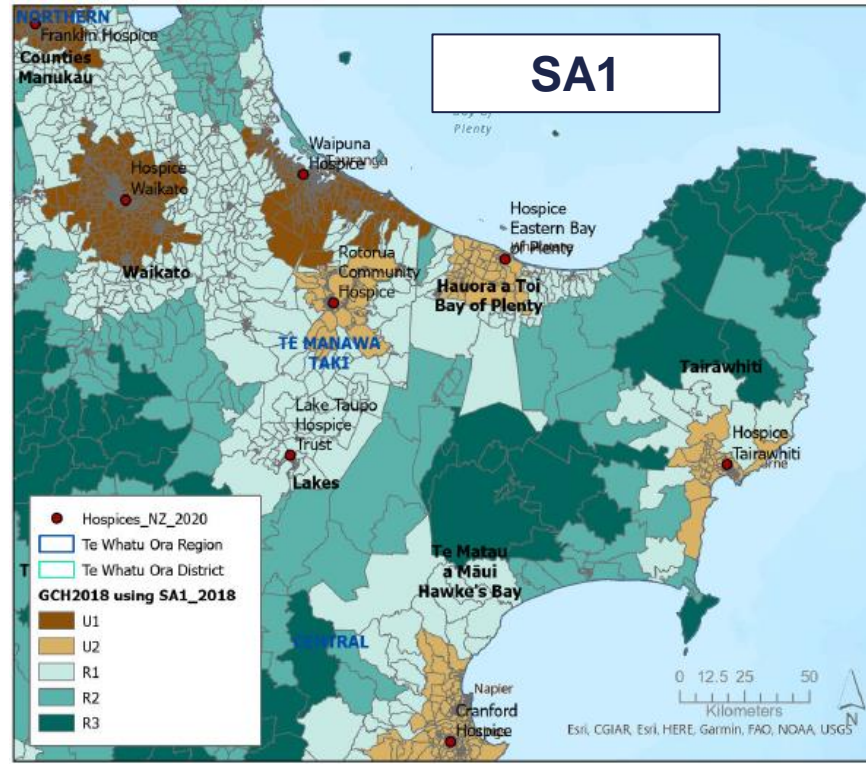 SA1
NORTHERN
Franklin Hospice
Counties
Manukau
Bay of
Plenty
Waipuna
Hospice
Tauranga
Hospice
Waikato
Hospice
Eastern Bay
of Plenty
Rotorua
Community
Hospice
Waikato
Hauora a Toi
Bay of Plenty
TE MANAWA
TAKI
Tairāwhiti
Lake Taupo
Hospice
Trust
Lakes
Hospice
Tairawhiti
Te Matau
a Māui
Hawke's Bay
CENTRAL
Napier
Cranford
Hospice
Hospices_NZ_2020
Te Whatu Ora Region
Te Whatu Ora District
GCH2018 using SA1_2018
U1
U2
R1
R2
R3
0 12.5 25 50
Kilometers
N
Esri, CGIAR, Esri, HERE, Garmin, FAO, NOAA, USGS